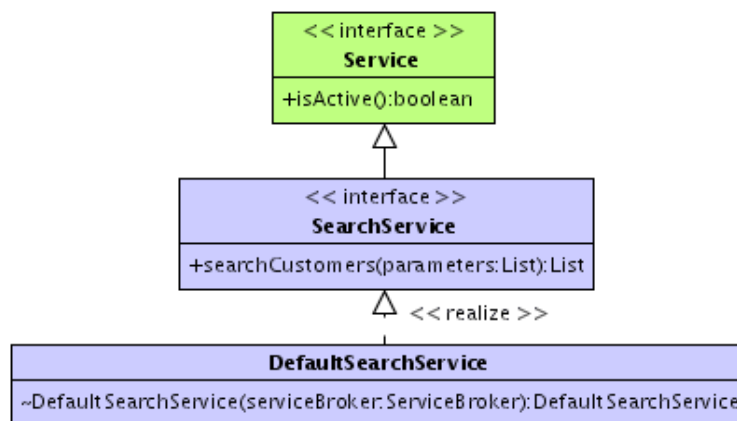 << interface >>
Service
+isActive():boolean
<< interface >>
SearchService
+searchCustomers(parameters:List):List
<< realize >>
DefaultSearchService
~DefaultSearchService(serviceBroker:ServiceBroker):DefaultSearchService